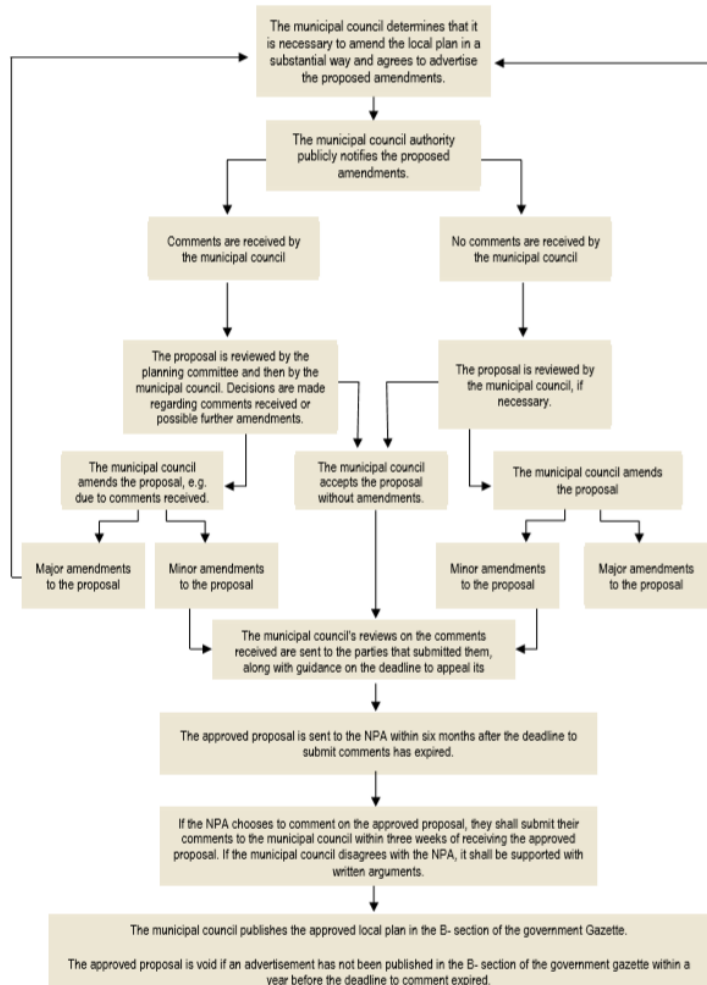 The municipal council determines that it
is necessary to amend the local plan in a
substantial way and agrees to advertise
the proposed amendments.
The municipal council authority
publicly notifies the proposed
amendments.
Comments are received by
the municipal council
No comments are received by
the municipal council
The proposal is reviewed by the
planning committee and then by the
municipal council. Decisions are made
regarding comments received or
possible further amendments.
The proposal is reviewed by
the municipal council, if
necessary.
The municipal council
amends the proposal, e.g.
due to comments received.
The municipal council
accepts the proposal
without amendments.
The municipal council amends
the proposal
Major amendments
to the proposal
Minor amendments
to the proposal
Minor amendments
to the proposal
Major amendments
to the proposal
The municipal council's reviews on the comments
received are sent to the parties that submitted them,
along with guidance on the deadline to appeal its
The approved proposal is sent to the NPA within six months after the deadline to
submit comments has expired.
If the NPA chooses to comment on the approved proposal, they shall submit their
comments to the municipal council within three weeks of receiving the approved
proposal. If the municipal council disagrees with the NPA, it shall be supported with
written arguments.
The municipal council publishes the approved local plan in the B- section of the government Gazette.
The approved proposal is void if an advertisement has not been published in the B- section of the government gazette within a
year before the deadline to comment expired.